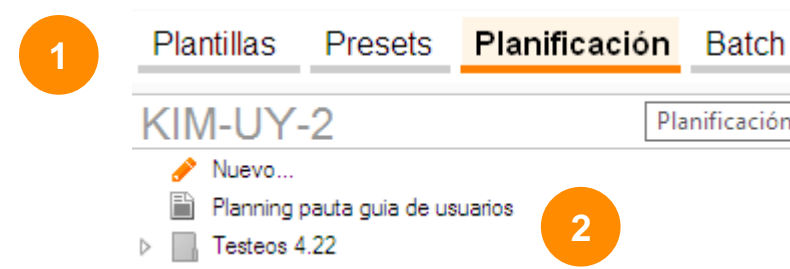 1
Plantillas Presets Planificación Batch
KIM-UY-2 Planificación
Nuevo...
Planning pauta guia de usuarios
2
Testeos 4.22